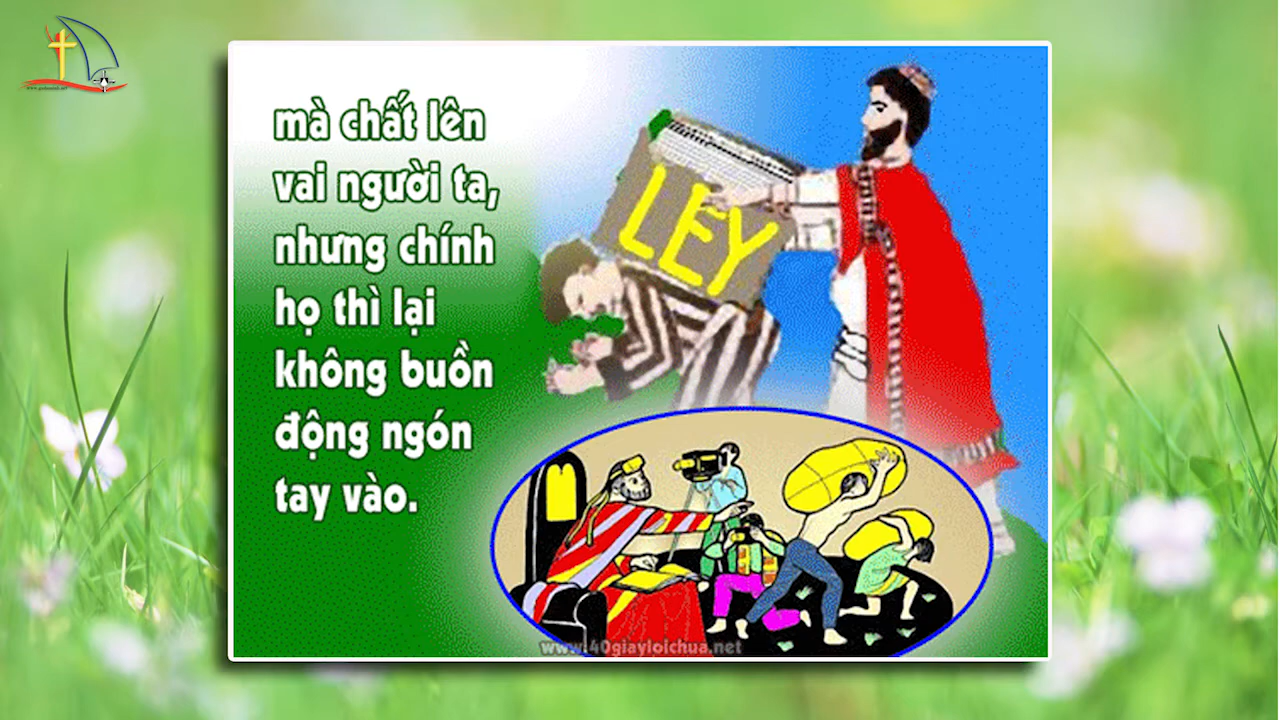 mà chất lên
vai người ta,
nhưng chính
họ thì lại
không buồn
động ngón
tay vào.
LEY
www.40giayloichua.net